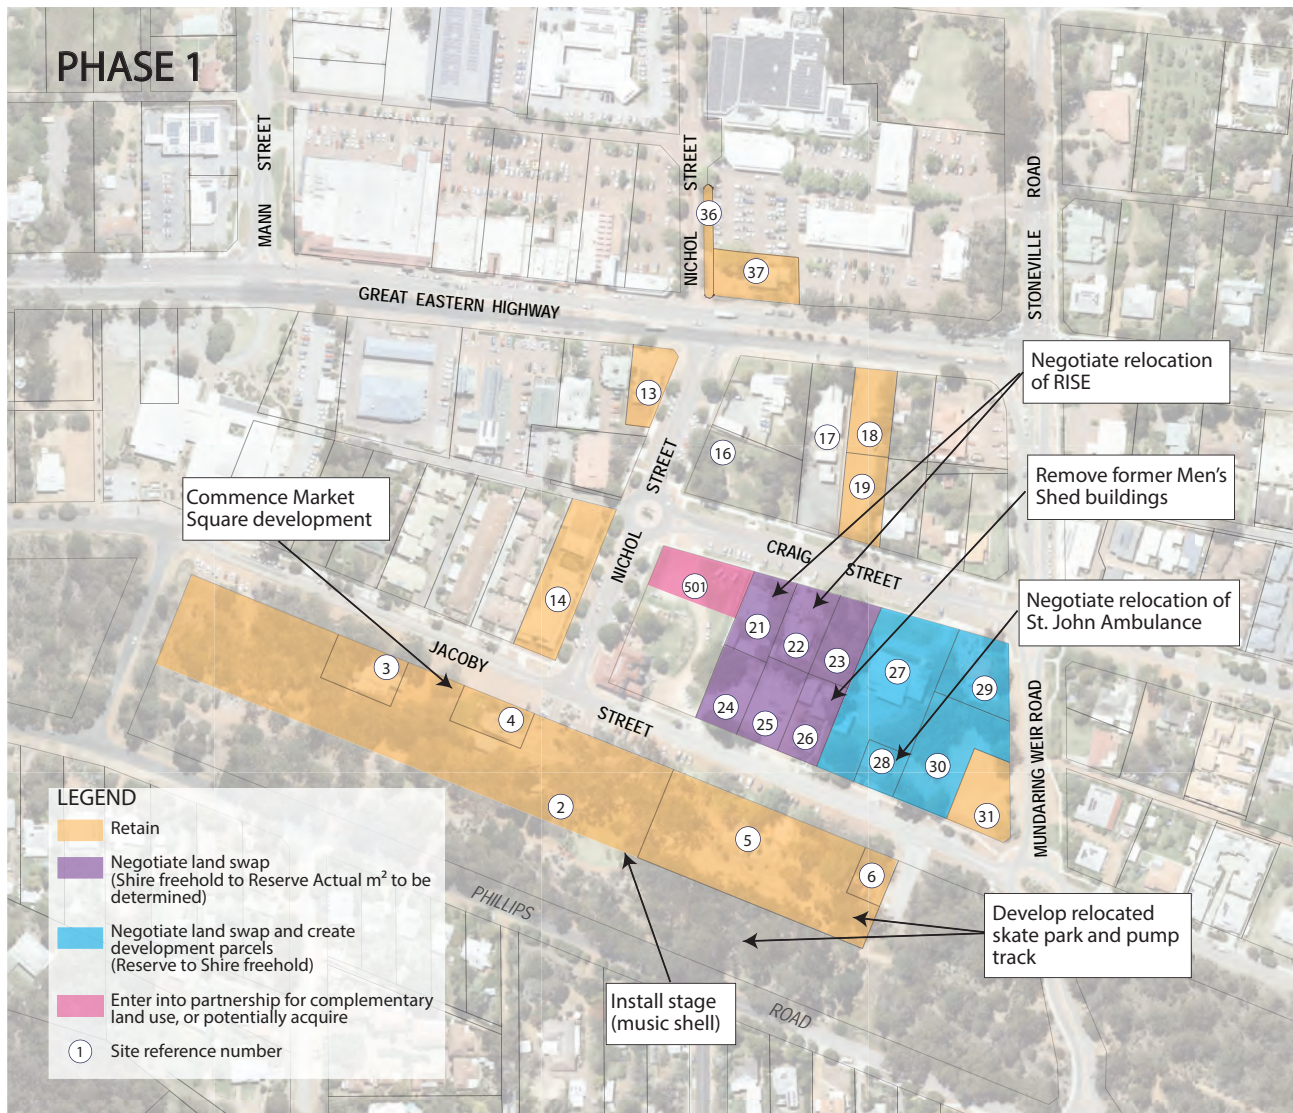 PHASE 1
MANN STREET
NICHOL STREET
STONEVILLE ROAD
36
37
GREAT EASTERN HIGHWAY
Negotiate relocation
of RISE
13
18
17
16
19
Commence Market
Square development
Remove former Men’s
Shed buildings
NICHOL STREET
CRAIG STREET
501
14
Negotiate relocation of
St. John Ambulance
21
22
23
27
29
JACOBY STREET
3
4
24
25
26
28
30
31
MUNDARING WEIR ROAD
2
5
6
LEGEND
Retain
Negotiate land swap
(Shire freehold to Reserve Actual m² to be
determined)
Negotiate land swap and create
development parcels
(Reserve to Shire freehold)
Enter into partnership for complementary
land use, or potentially acquire
1 Site reference number
PHILLIPS ROAD
Develop relocated
skate park and pump
track
Install stage
(music shell)